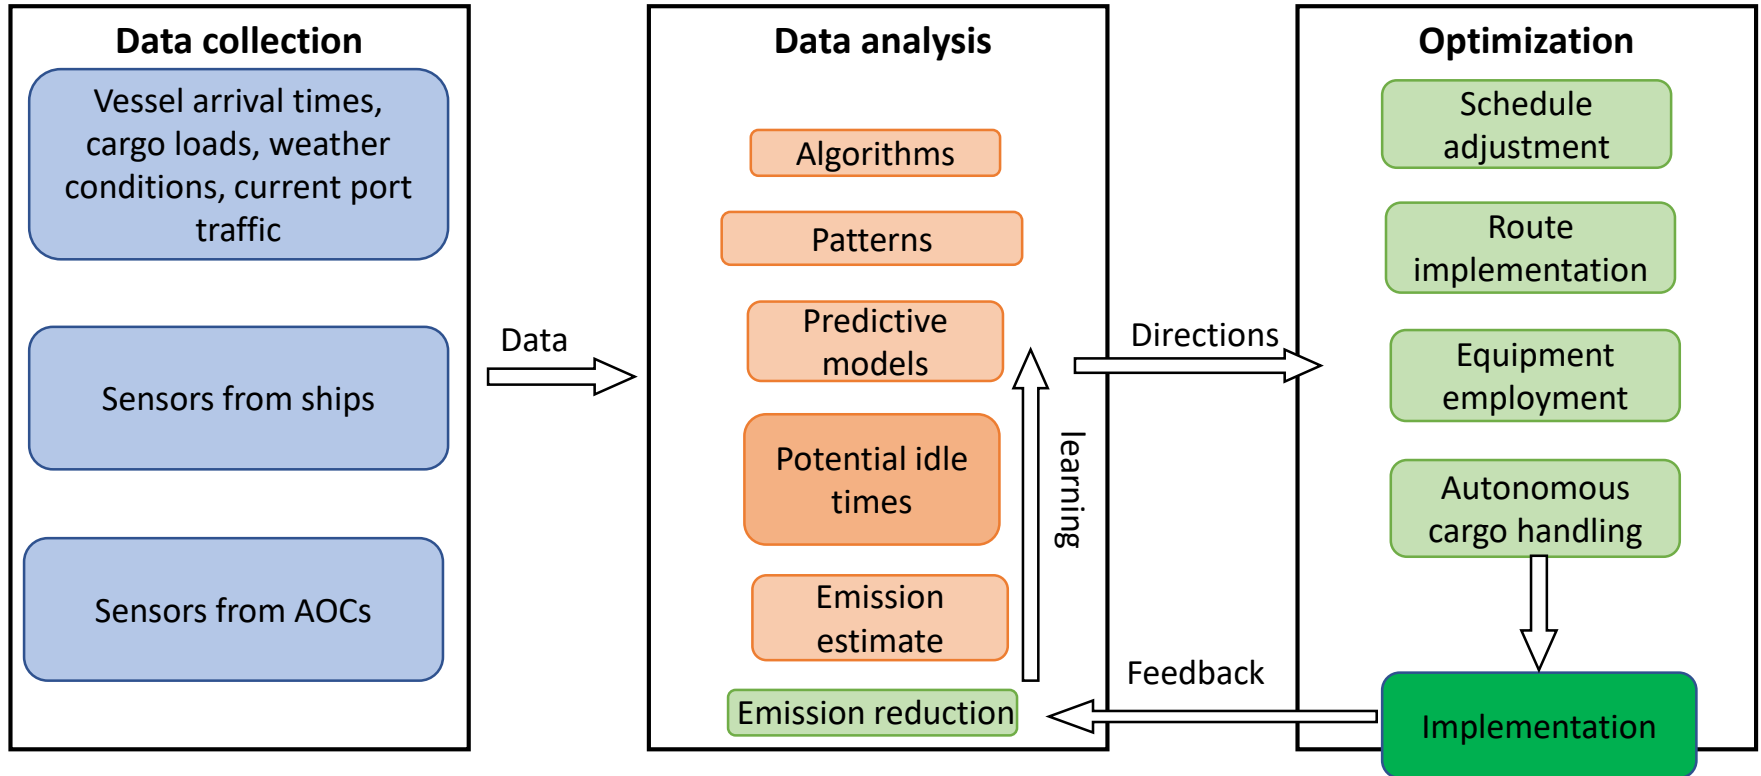 Data collection
Vessel arrival times,
cargo loads, weather
conditions, current port
traffic
Sensors from ships
Sensors from AOCs
Data
Data analysis
Algorithms
Patterns
Predictive
models
Potential idle
times
Emission
estimate
Emission reduction
learning
Directions
Feedback
Optimization
Schedule
adjustment
Route
implementation
Equipment
employment
Autonomous
cargo handling
Implementation